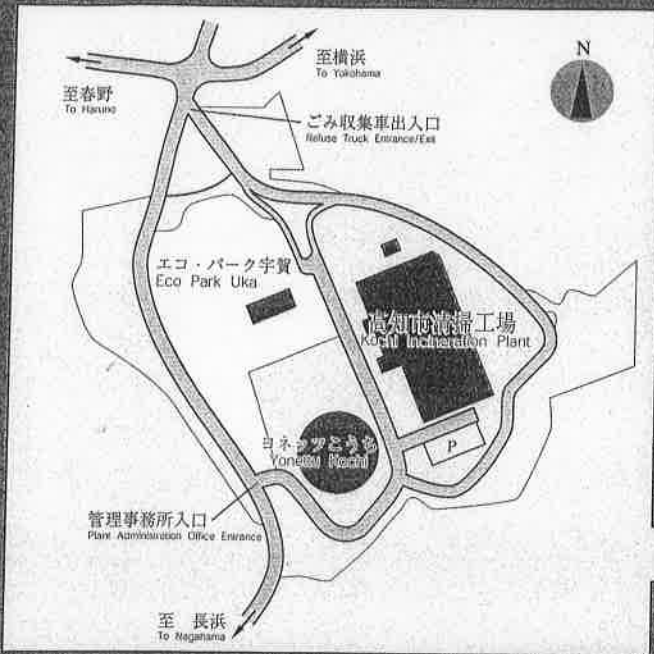 N
至横浜
To Yokohama
至春野
To Haruno
ごみ収集車出入口
Refuse Truck Entrance/Exit
エコ・パーク宇賀
Eco Park Uka
高知市清掃工場
Kochi Incineration Plant
ヨネッツこうち
Yonettu Kochi
P
管理事務所入口
Plant Administration Office Entrance
至 長浜
To Nagahama